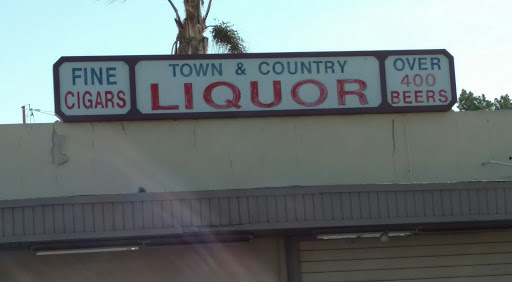 FINE
CIGARS
TOWN & COUNTRY
LIQUOR
OVER
400
BEERS